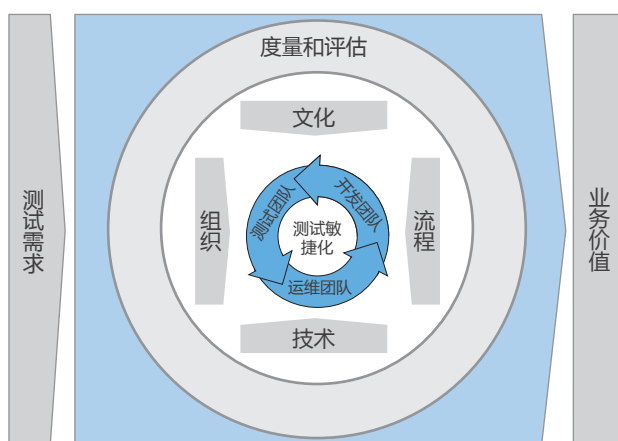 度量和评估
文化
测试需求
组织
测试团队
开发团队
测试敏
捷化
运维团队
流程
技术
业务价值